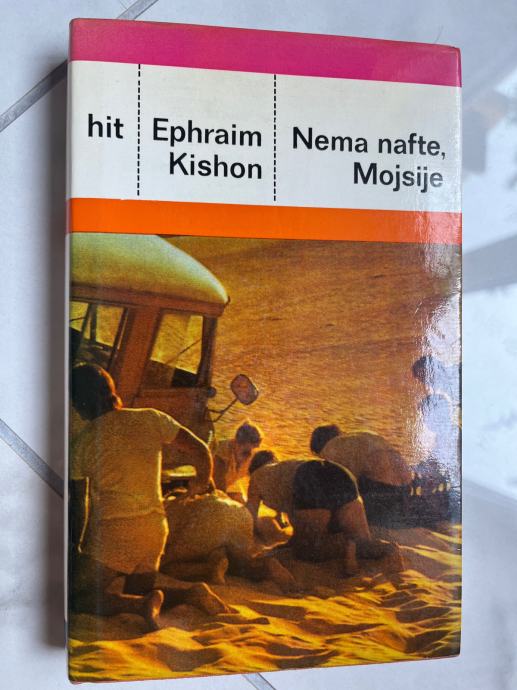 hit
Ephraim
Kishon
Nema nafte,
Mojsije